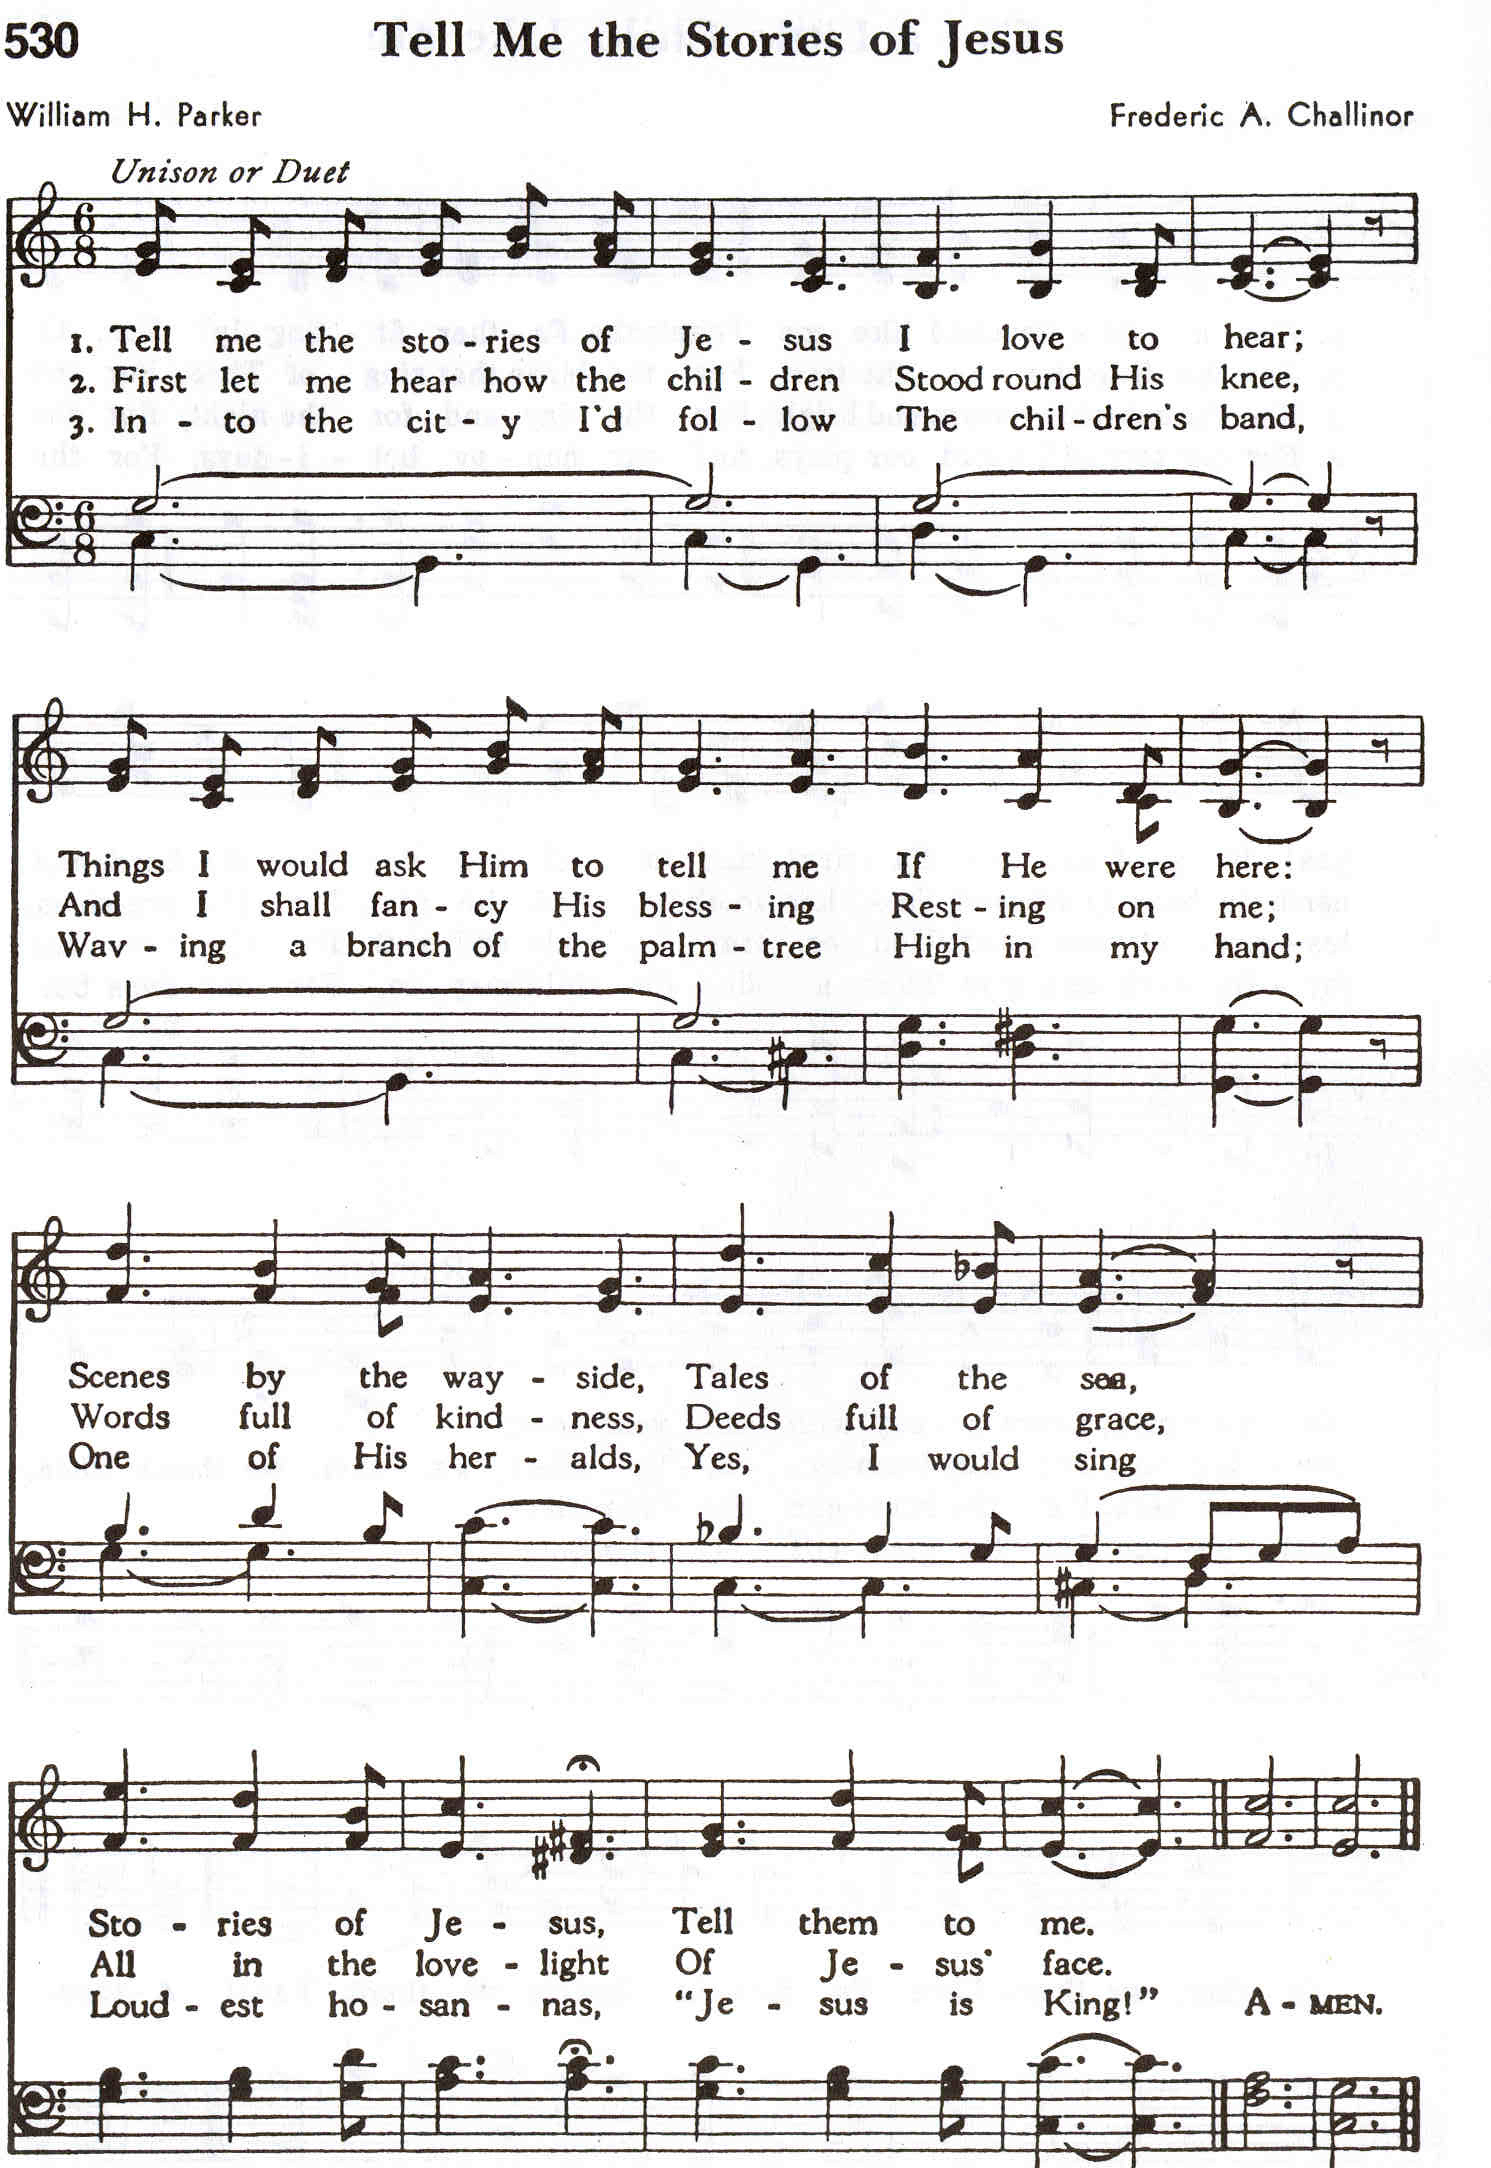 530 Tell Me the Stories of Jesus
William H. Parker Frederic A. Challinor
Unison or Duet
1. Tell me the sto - ries of Je - sus I love to hear;
2. First let me hear how the chil - dren Stood round His knee,
3. In - to the cit - y I'd fol - low The chil - dren's band,
Things I would ask Him to tell me If He were here:
And I shall fan - cy His bless - ing Rest - ing on me;
Wav - ing a branch of the palm - tree High in my hand;
Scenes by the way - side, Tales of the sea,
Words full of kind - ness, Deeds full of grace,
One of His her - alds, Yes, I would sing
Sto - ries of Je - sus, Tell them to me.
All in the love - light Of Je - sus' face.
Loud - est ho - san - nas, "Je - sus is King!" A - MEN.